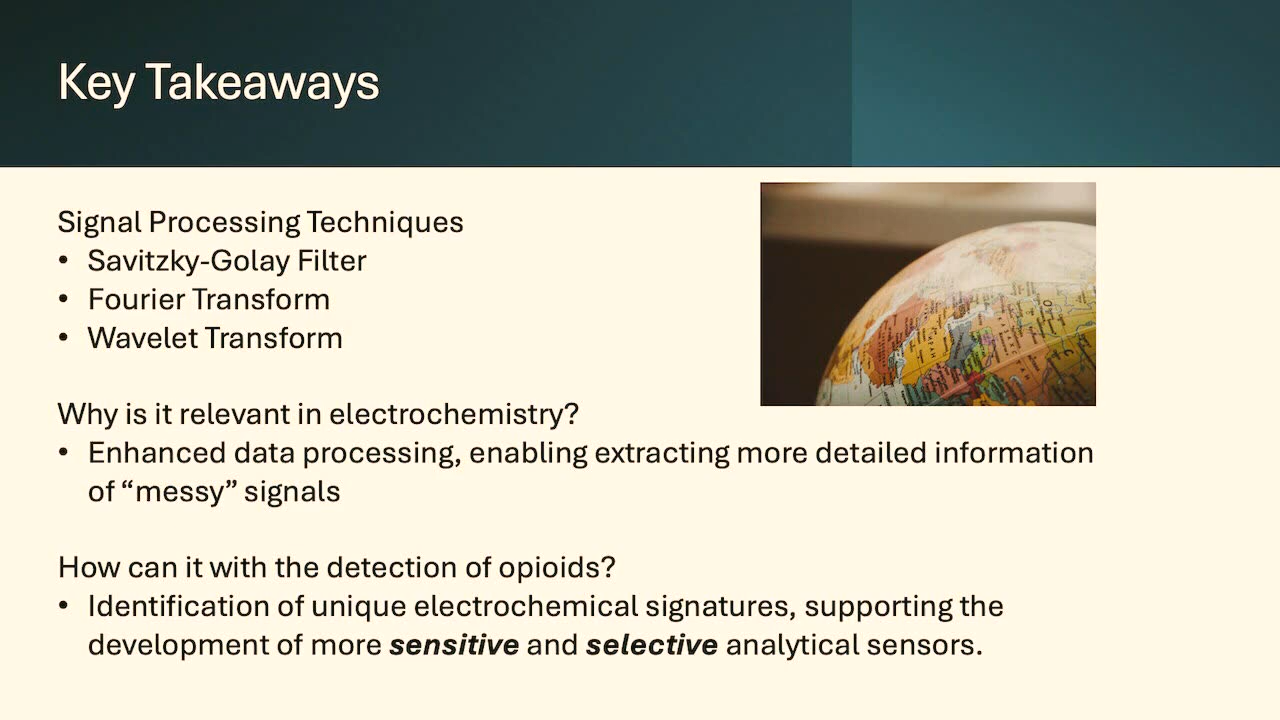 Key Takeaways
Signal Processing Techniques
• Savitzky-Golay Filter
• Fourier Transform
• Wavelet Transform
Why is it relevant in electrochemistry?
• Enhanced data processing, enabling extracting more detailed information
of “messy” signals
How can it with the detection of opioids?
• Identification of unique electrochemical signatures, supporting the
development of more sensitive and selective analytical sensors.